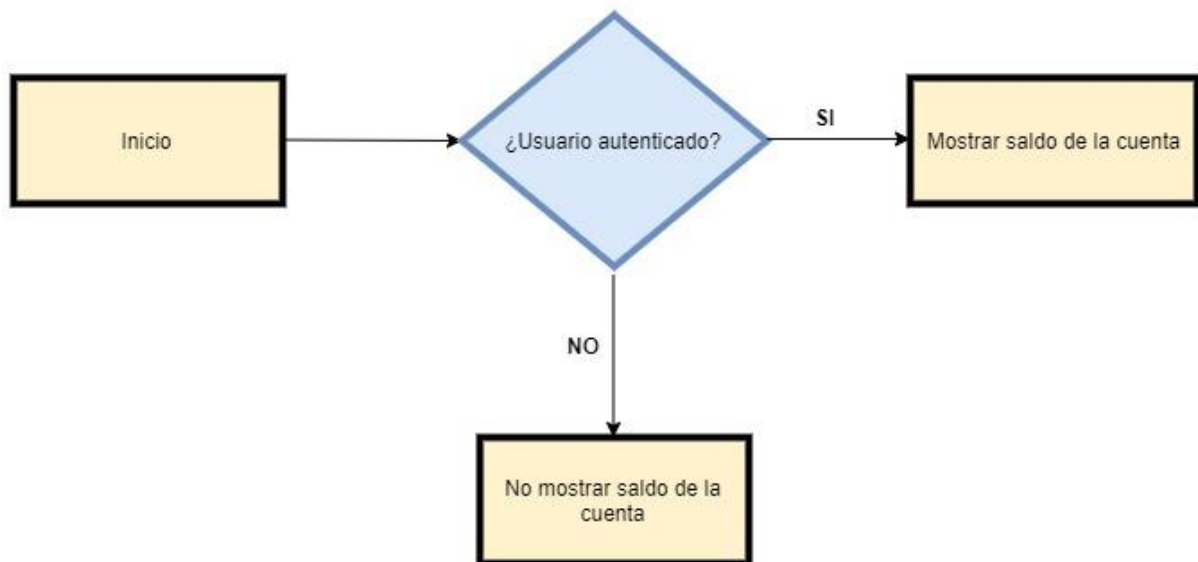 Inicio
¿Usuario autenticado?
SI
Mostrar saldo de la cuenta
NO
No mostrar saldo de la
cuenta